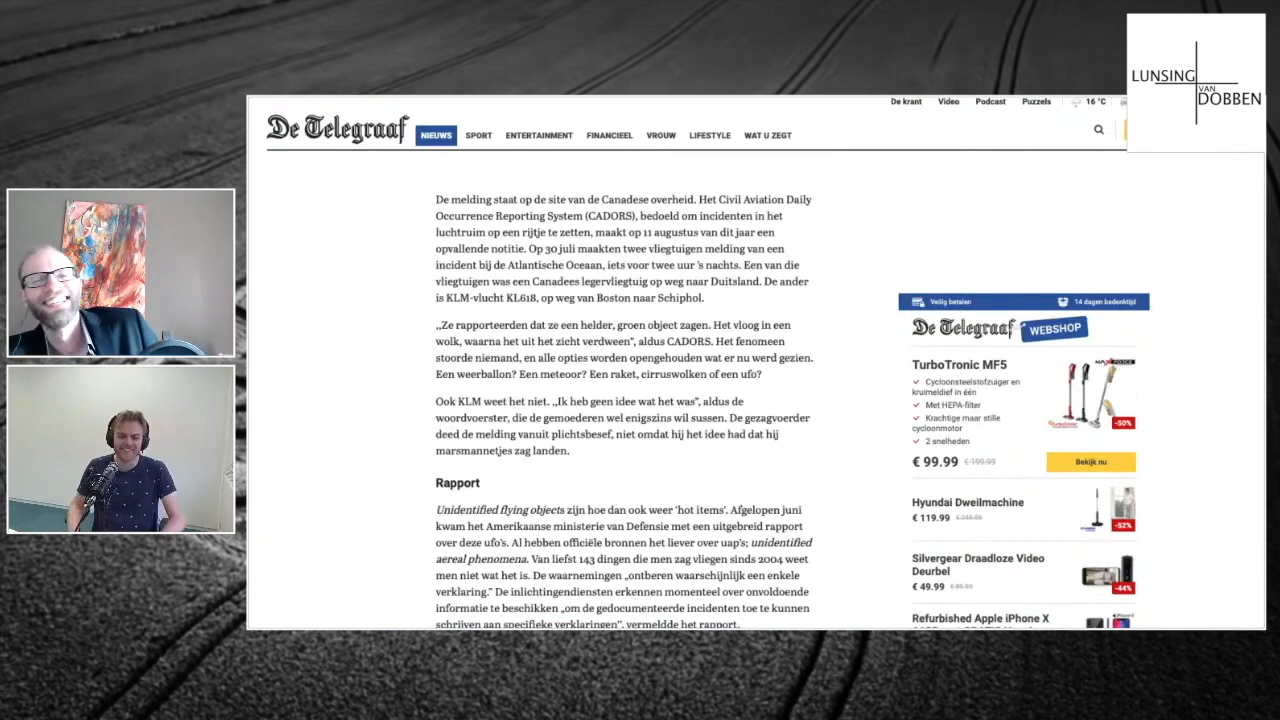 LUNSING
VAN
DOBBEN
De krant Video Podcast Puzzels 16 °C
De Telegraaf NIEUWS SPORT ENTERTAINMENT FINANCIEEL VROUW LIFESTYLE WAT U ZEGT
De melding staat op de site van de Canadese overheid. Het Civil Aviation Daily
Occurrence Reporting System (CADORS), bedoeld om incidenten in het
luchtruim op een rijtje te zetten, maakt op 11 augustus van dit jaar een
opvallende notitie. Op 30 juli maakten twee vliegtuigen melding van een
incident bij de Atlantische Oceaan, iets voor twee uur 's nachts. Een van die
vliegtuigen was een Canadees legervliegtuig op weg naar Duitsland. De ander
is KLM-vlucht KL618, op weg van Boston naar Schiphol.
„Ze rapporteerden dat ze een helder, groen object zagen. Het vloog in een
wolk, waarna het uit het zicht verdween", aldus CADORS. Het fenomeen
stoorde niemand, en alle opties worden opengehouden wat er nu werd gezien.
Een weerballon? Een meteoor? Een raket, cirruswolken of een ufo?
Ook KLM weet het niet. „Ik heb geen idee wat het was", aldus de
woordvoerster, die de gemoederen wel enigszins wil sussen. De gezagvoerder
deed de melding vanuit plichtsbesef, niet omdat hij het idee had dat hij
marsmannetjes zag landen.
Rapport
Unidentified flying objects zijn hoe dan ook weer 'hot items'. Afgelopen juni
kwam het Amerikaanse ministerie van Defensie met een uitgebreid rapport
over deze ufo's. Al hebben officiële bronnen het liever over uap's; unidentified
aereal phenomena. Van liefst 143 dingen die men zag vliegen sinds 2004 weet
men niet wat het is. De waarnemingen „ontberen waarschijnlijk een enkele
verklaring." De inlichtingendiensten erkennen momenteel over onvoldoende
informatie te beschikken „om de gedocumenteerde incidenten toe te kunnen
schrijven aan specifieke verklaringen", vermeldde het rapport.
Veilig betalen 14 dagen bedenktijd
De Telegraaf WEBSHOP
TurboTronic MF5
Cycloonsteelstofzuiger en
kruimeldief in één
Met HEPA-filter
Krachtige maar stille
cycloonmotor
2 snelheden
-50%
€ 99.99 € 199.99 Bekijk nu
Hyundai Dweilmachine
€ 119.99
-52%
Silvergear Draadloze Video
Deurbel
€ 49.99 € 89.99
-44%
Refurbished Apple iPhone X